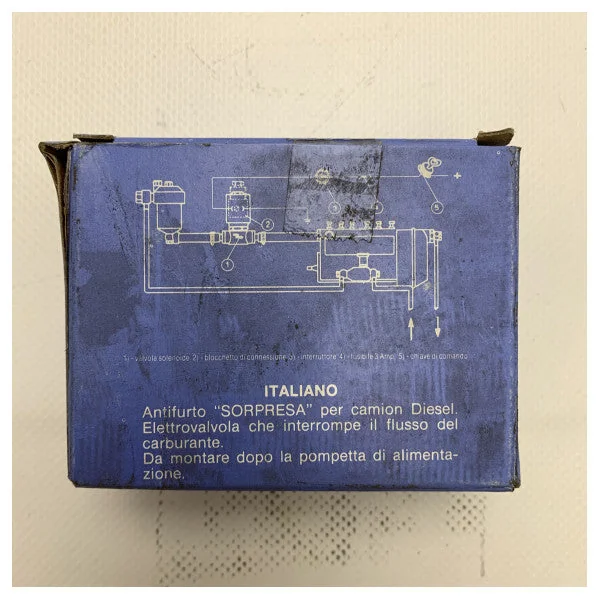 +
2
+
3
4
5
1
1) - valvola solenoide 2) - blocchetto di connessione 3) - interruttore 4) - fusibile 3 Amp. 5) - chiave di comando
ITALIANO
Antifurto "SORPRESA" per camion Diesel.
Elettrovalvola che interrompe il flusso del
carburante.
Da montare dopo la pompetta di alimenta-
zione.